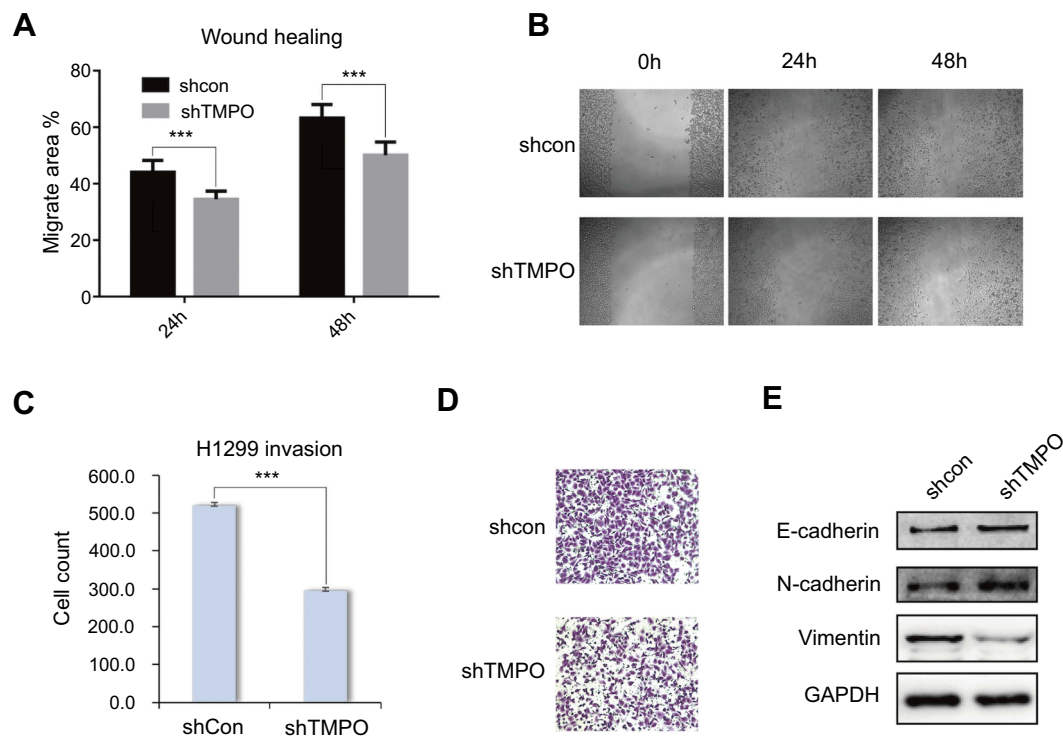 A
Wound healing
Migrate area %
80
60
40
20
0
shcon
shTMPO
***
***
24h
48h
B
0h
24h
48h
shcon
shTMPO
C
H1299 invasion
Cell count
600.0
500.0
400.0
300.0
200.0
100.0
0.0
***
shCon
shTMPO
D
shcon
shTMPO
E
shcon
shTMPO
E-cadherin
N-cadherin
Vimentin
GAPDH